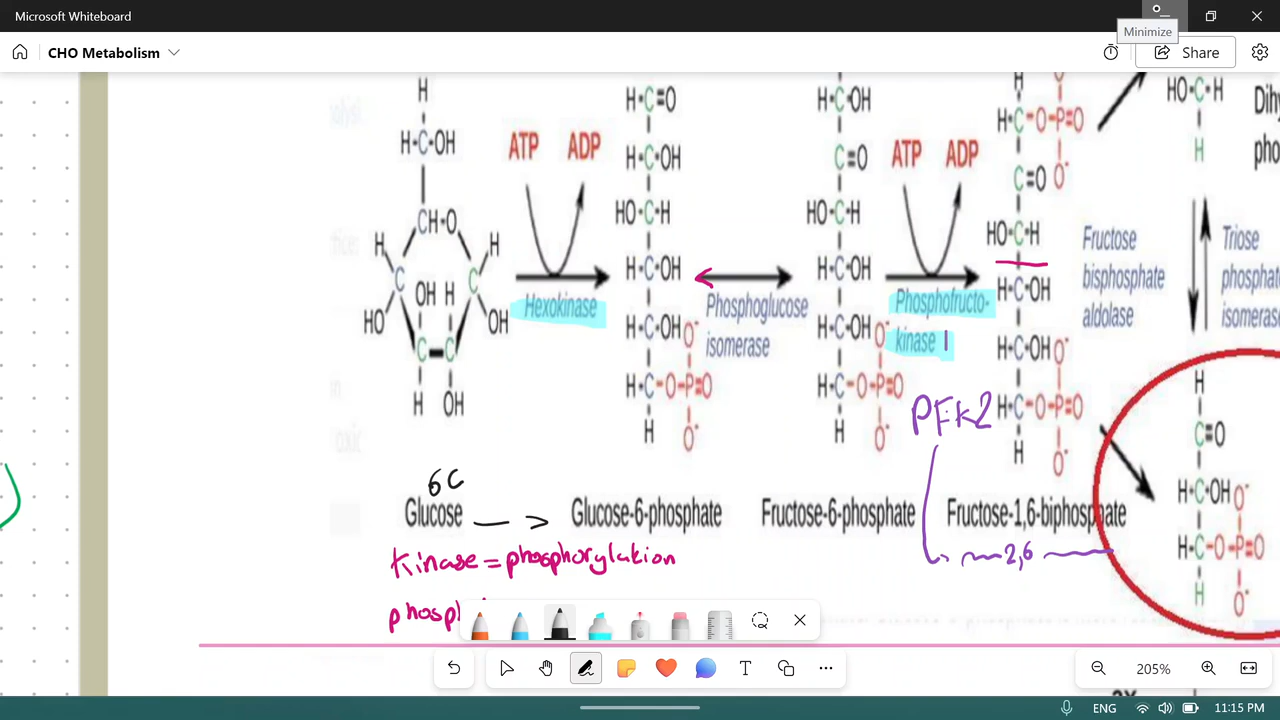 Microsoft Whiteboard
Minimize
CHO Metabolism
Share
H
H-C-OH
CH-O
H
H
C
C
OH H
HO
OH
C
C
H
OH
ATP ADP
Hexokinase
H-C=O
H-C-OH
HO-C-H
H-C-OH
H-C-OH O-
H-C-O-P=O
H
O-
Phosphoglucose
isomerase
H-C-OH
C=O
HO-C-H
H-C-OH
H-C-OH O-
H-C-O-P=O
H
O-
ATP ADP
Phosphofructo-
kinase 1
H
O-
H-C-O-P=O
C=O O-
HO-C-H
H-C-OH
H-C-OH O-
H-C-O-P=O
H
O-
Fructose
bisphosphate
aldolase
HO-C-H
H
Triose
H
C=O
H-C-OH O-
H-C-O-P=O
H
O-
PFK2
2,6
6C
Glucose
Glucose-6-phosphate
Fructose-6-phosphate
Fructose-1,6-biphosphate
Kinase = phosphorylation
205%
ENG
11:15 PM